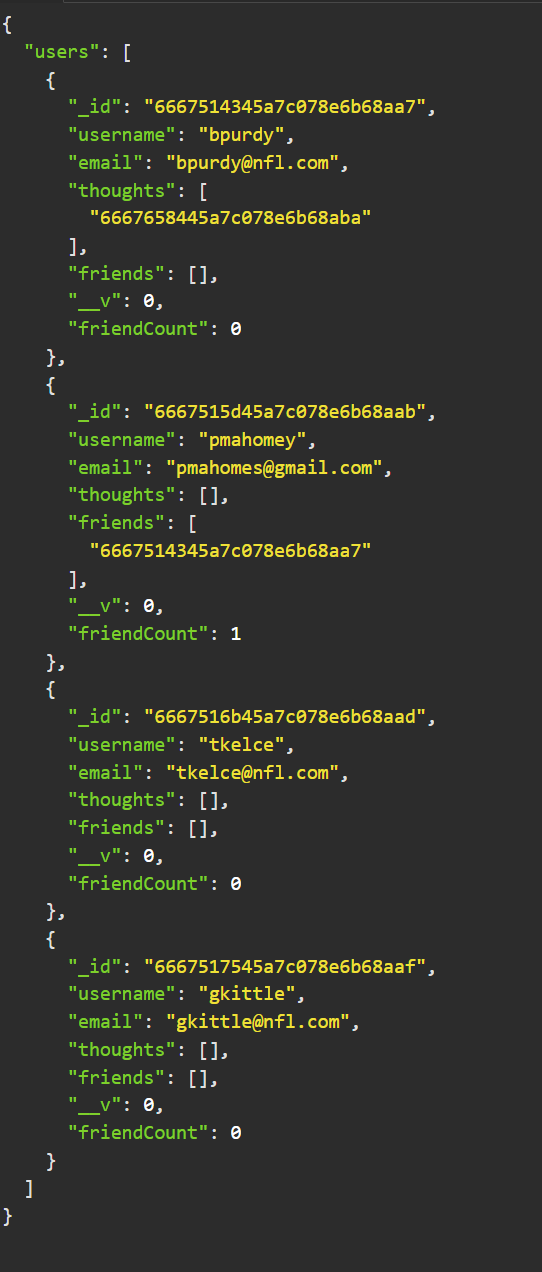 {
  "users": [
    {
      "_id": "6667514345a7c078e6b68aa7",
      "username": "bpurdy",
      "email": "bpurdy@nfl.com",
      "thoughts": [
        "6667658445a7c078e6b68aba"
      ],
      "friends": [],
      "__v": 0,
      "friendCount": 0
    },
    {
      "_id": "6667515d45a7c078e6b68aab",
      "username": "pmahomey",
      "email": "pmahomes@gmail.com",
      "thoughts": [],
      "friends": [
        "6667514345a7c078e6b68aa7"
      ],
      "__v": 0,
      "friendCount": 1
    },
    {
      "_id": "6667516b45a7c078e6b68aad",
      "username": "tkelce",
      "email": "tkelce@nfl.com",
      "thoughts": [],
      "friends": [],
      "__v": 0,
      "friendCount": 0
    },
    {
      "_id": "6667517545a7c078e6b68aaf",
      "username": "gkittle",
      "email": "gkittle@nfl.com",
      "thoughts": [],
      "friends": [],
      "__v": 0,
      "friendCount": 0
    }
  ]
}